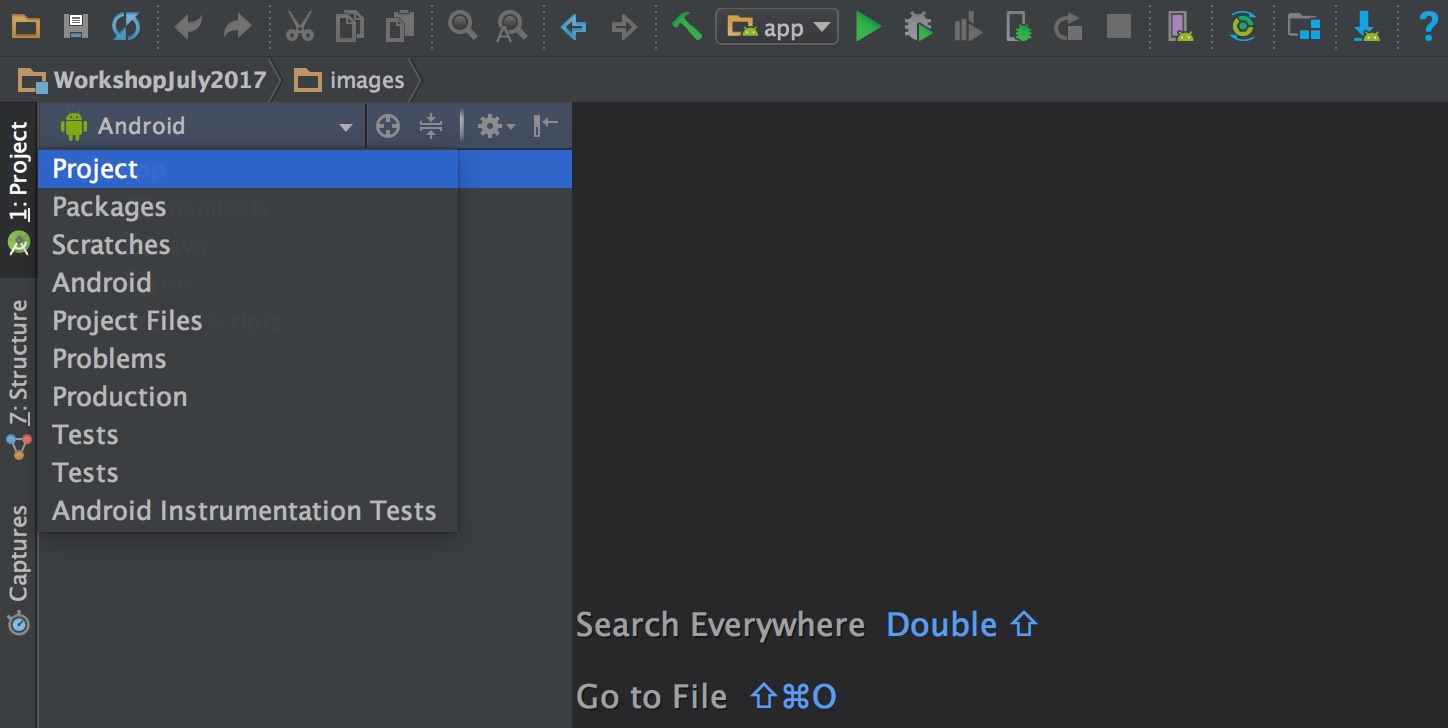 app
WorkshopJuly2017
images
1: Project
7: Structure
Captures
Android
Project
Packages
Scratches
Android
Project Files
Problems
Production
Tests
Tests
Android Instrumentation Tests
Search Everywhere Double ⇧
Go to File ⇧⌘O